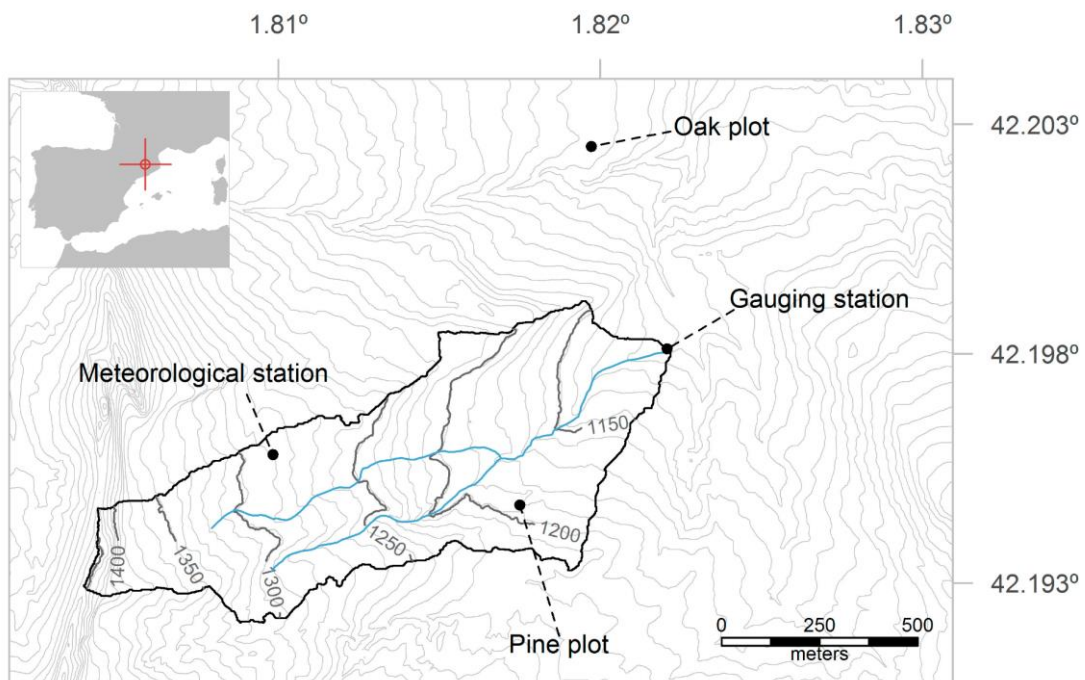 1.81º 1.82º 1.83º
Oak plot
42.203º
Gauging station
42.198º
Meteorological station
1150
1200
1250
1300
1350
1400
42.193º
Pine plot
0 250 500
meters